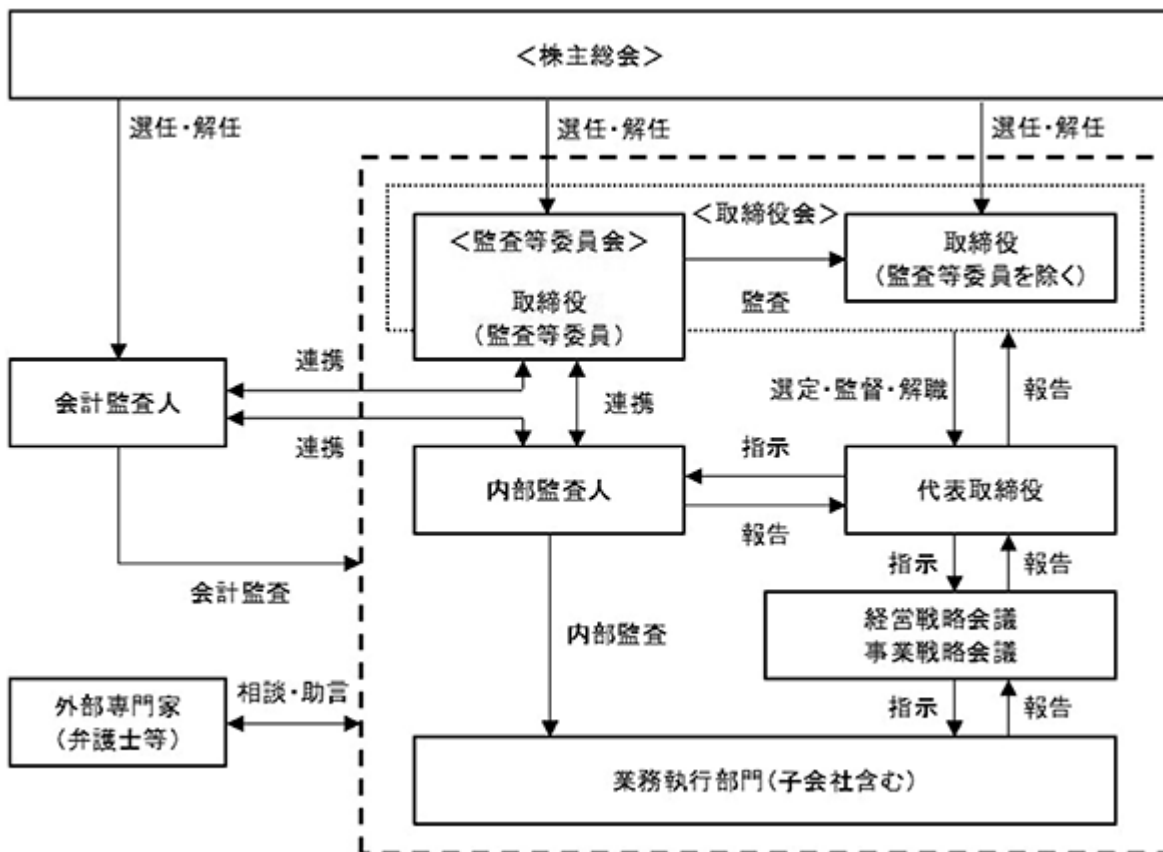 ＜株主総会＞
選任・解任
選任・解任
選任・解任
＜取締役会＞
＜監査等委員会＞
取締役
（監査等委員）
監査
取締役
（監査等委員を除く）
連携
会計監査人
連携
連携
選定・監督・解職
報告
指示
内部監査人
報告
代表取締役
会計監査
指示
報告
内部監査
経営戦略会議
事業戦略会議
相談・助言
外部専門家
（弁護士等）
指示
報告
業務執行部門（子会社含む）